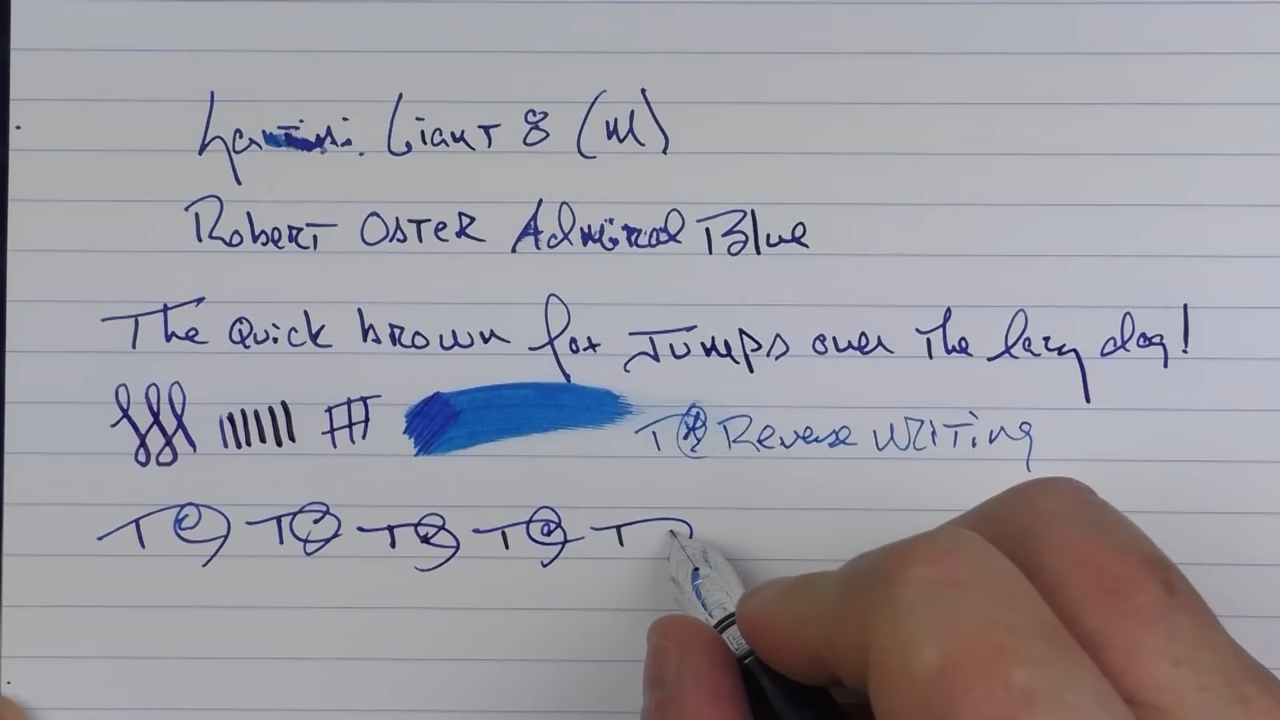 Giant 8 (M)
Robert Oster Admiral Blue
The Quick brown fox Jumps over The lazy dog!
Reverse writing